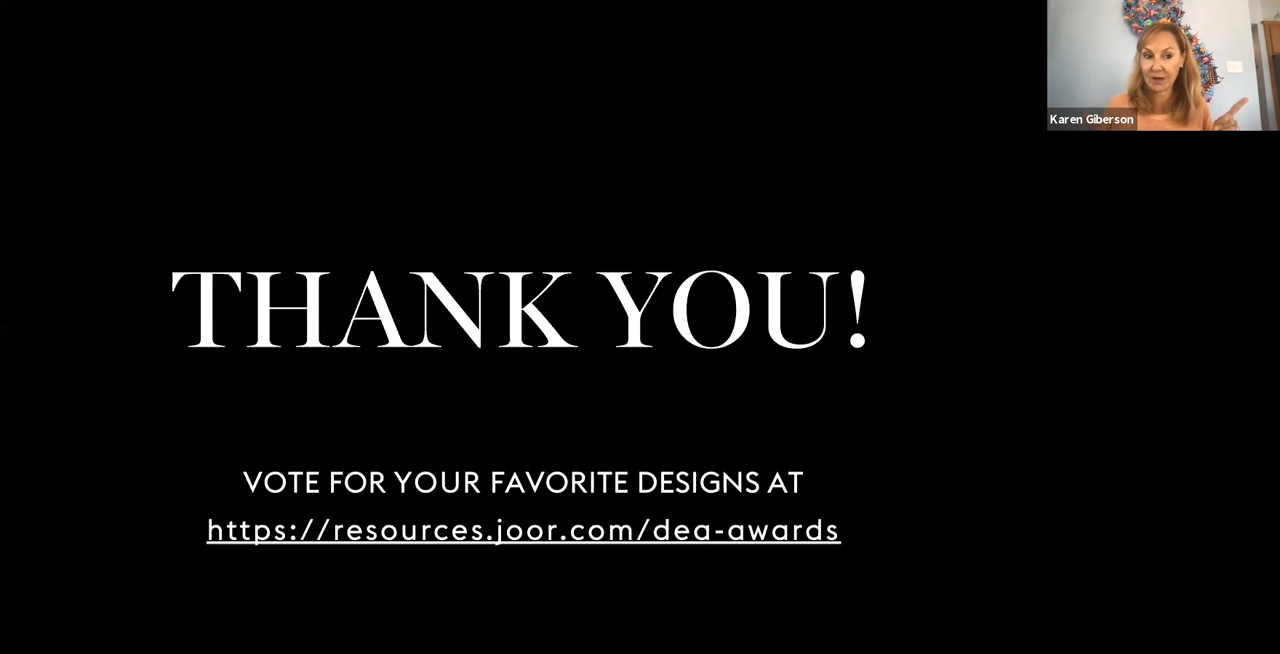 Karen Giberson
THANK YOU!
VOTE FOR YOUR FAVORITE DESIGNS AT
https://resources.joor.com/dea-awards